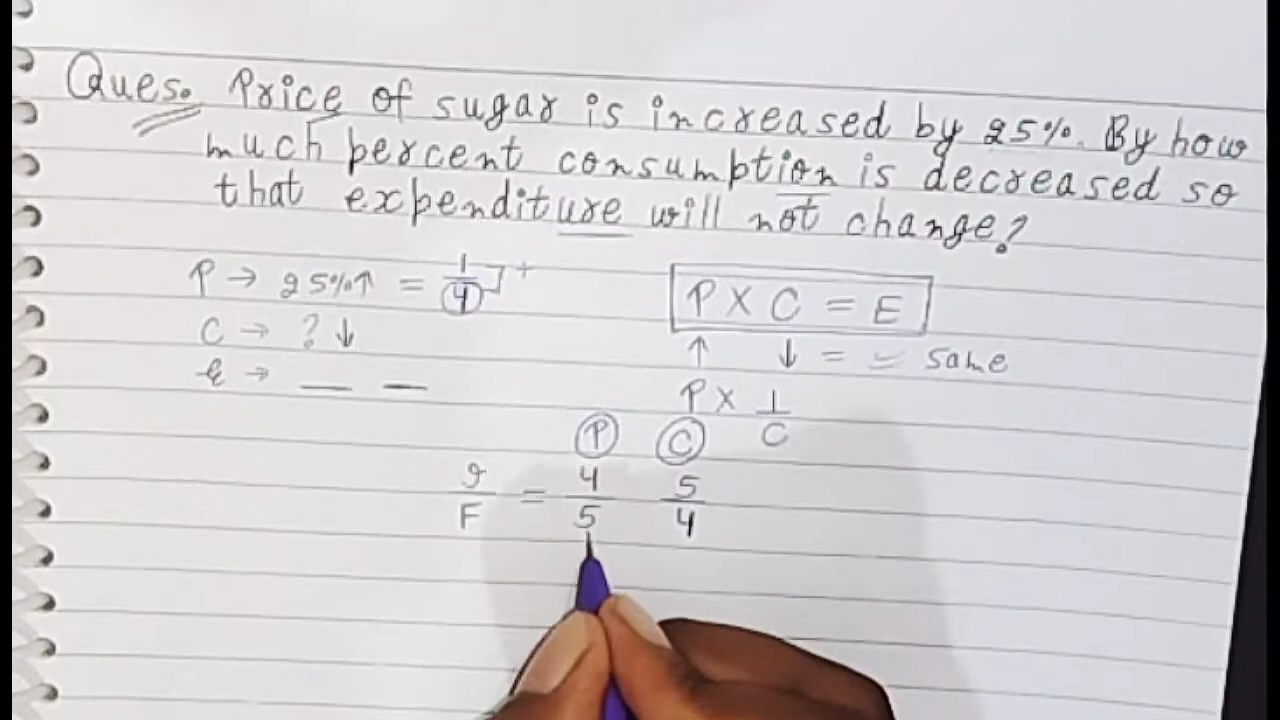 Ques. Price of sugar is increased by 25%. By how
much percent consumption is decreased so
that expenditure will not change?
P → 25%↑ = 1/4 +
P X C = E
C → ? ↓
↑ ↓ = = same
E → — —
P X 1/C
P C
I/F = 4/5 5/4